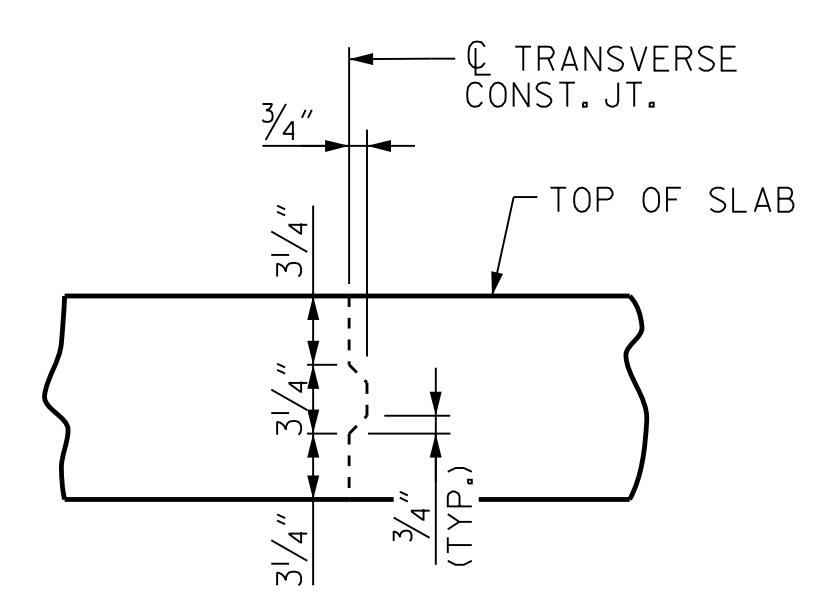 ℄ TRANSVERSE
CONST. JT.
3/4"
TOP OF SLAB
3 1/4"
3 1/4"
3 1/4"
3/4"
(TYP.)